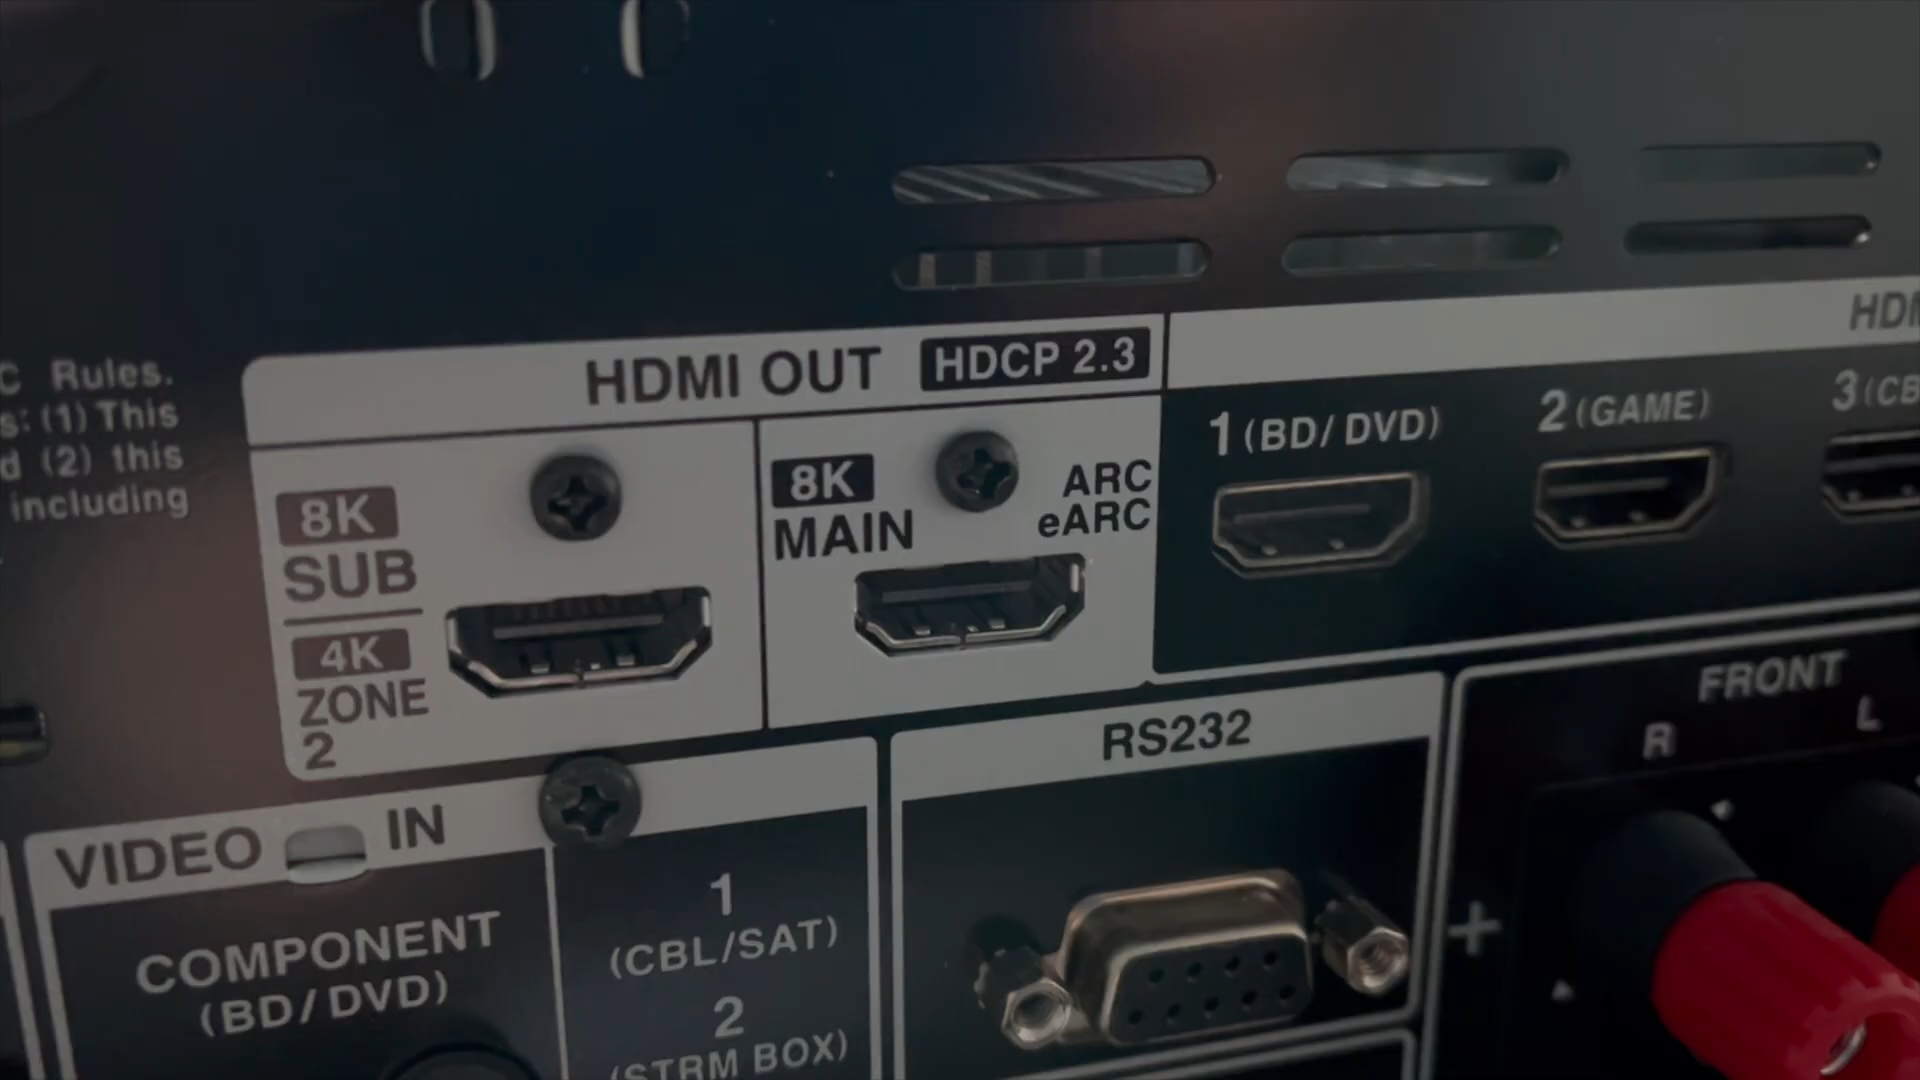 C Rules.
s: (1) This
d (2) this
including
HDMI OUT HDCP 2.3
8K
SUB
4K
ZONE
2
8K
MAIN
ARC
eARC
1 (BD/DVD)
2 (GAME)
3 (CB
VIDEO IN
COMPONENT
(BD/DVD)
1
(CBL/SAT)
2
(STRM BOX)
RS232
FRONT
R L
+